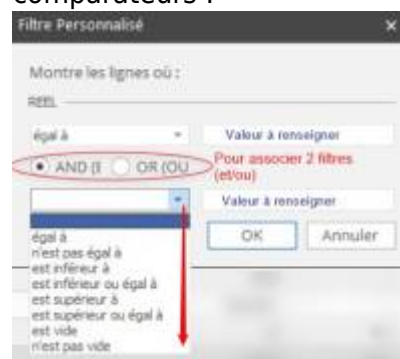 comparateurs :
Filtre Personnalisé ×
Montre les lignes où :
REEL
égal à Valeur à renseigner
AND (E OR (OU Pour associer 2 filtres
(et/ou)
Valeur à renseigner
OK Annuler
égal à
n'est pas égal à
est inférieur à
est inférieur ou égal à
est supérieur à
est supérieur ou égal à
est vide
n'est pas vide